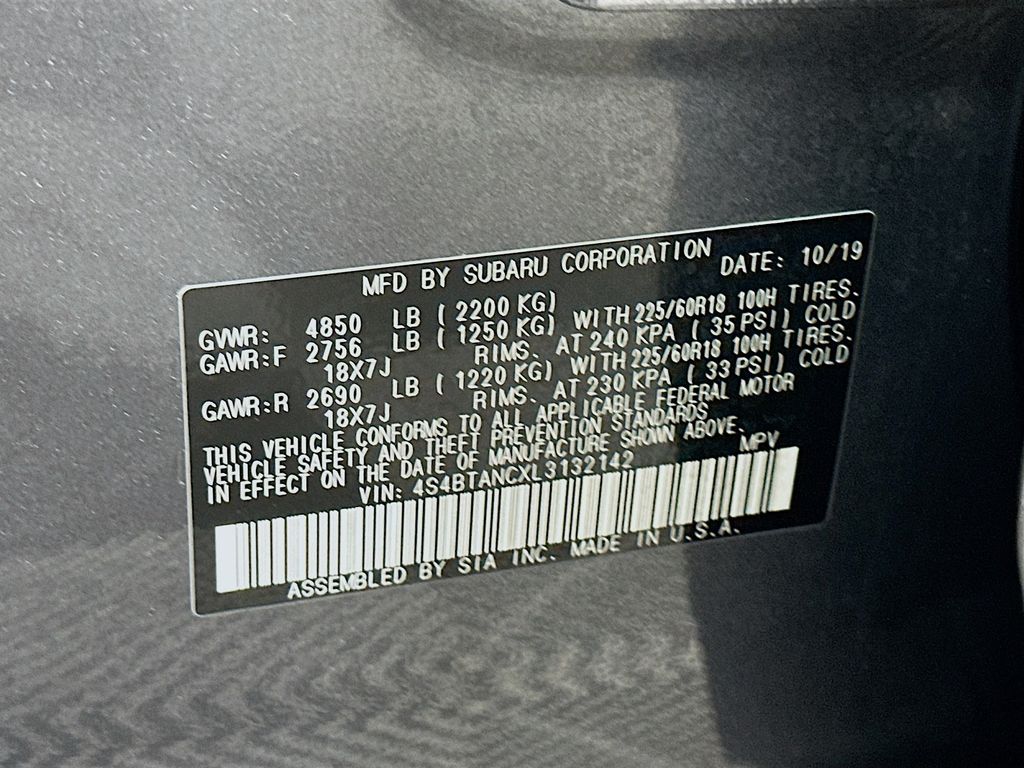 MFD BY SUBARU CORPORATION DATE: 10/19
GVWR: 4850 LB ( 2200 KG)
GAWR:F 2756 LB ( 1250 KG) WITH 225/60R18 100H TIRES.
18X7J RIMS. AT 240 KPA ( 35 PSI) COLD
GAWR:R 2690 LB ( 1220 KG) WITH 225/60R18 100H TIRES.
18X7J RIMS. AT 230 KPA ( 33 PSI) COLD
THIS VEHICLE CONFORMS TO ALL APPLICABLE FEDERAL MOTOR
VEHICLE SAFETY AND THEFT PREVENTION STANDARDS
IN EFFECT ON THE DATE OF MANUFACTURE SHOWN ABOVE.
VIN: 4S4BTANCXL3132142 MPV
ASSEMBLED BY SIA INC. MADE IN U.S.A.